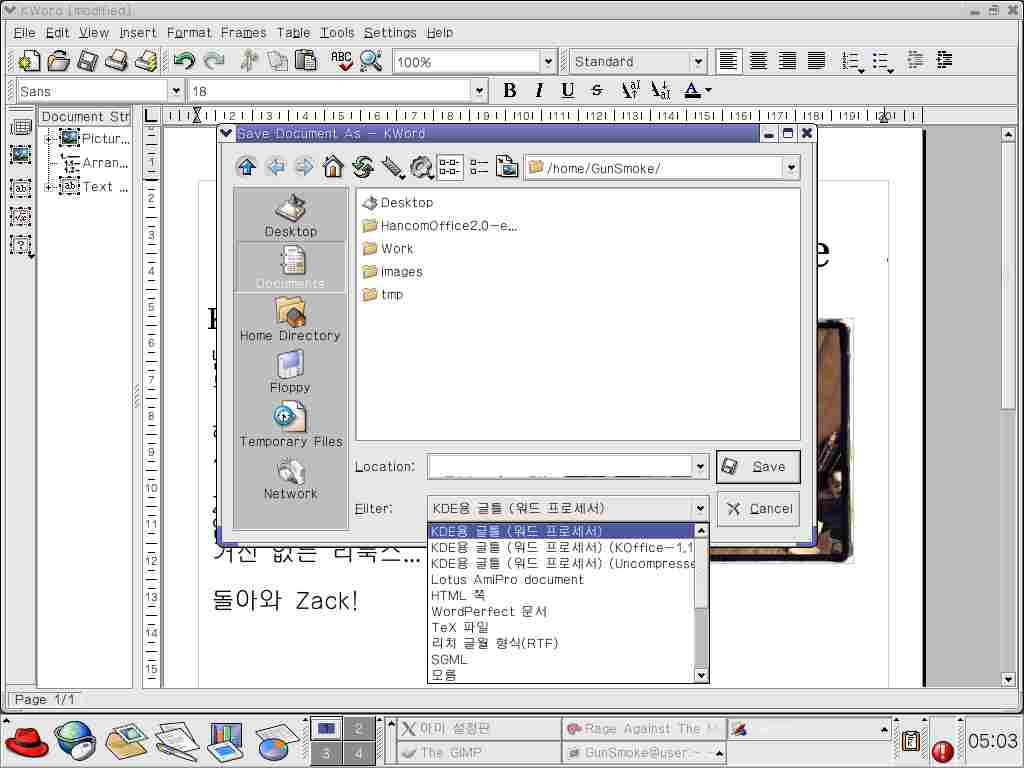 KWord [modified]
File Edit View Insert Format Frames Table Tools Settings Help
ABC 100% Standard
Sans 18 B I U S A
Document Str
Pictur...
Arran...
Text ...
Save Document As - KWord
/home/GunSmoke/
Desktop
Documents
Home Directory
Floppy
Temporary Files
Network
Desktop
HancomOffice2.0-e...
Work
images
tmp
Location:
Save
Filter:
KDE용 글틀 (워드 프로세서)
Cancel
KDE용 글틀 (워드 프로세서)
KDE용 글틀 (워드 프로세서) (KOffice-1.1
KDE용 글틀 (워드 프로세서) (Uncompresse
Lotus AmiPro document
HTML 쪽
WordPerfect 문서
TeX 파일
리치 글월 형식(RTF)
SGML
모름
거친 없는 리눅스...
돌아와 Zack!
Page 1/1
1 2
3 4
아미 설정판
Rage Against The M
The GIMP
GunSmoke@user:~
05:03